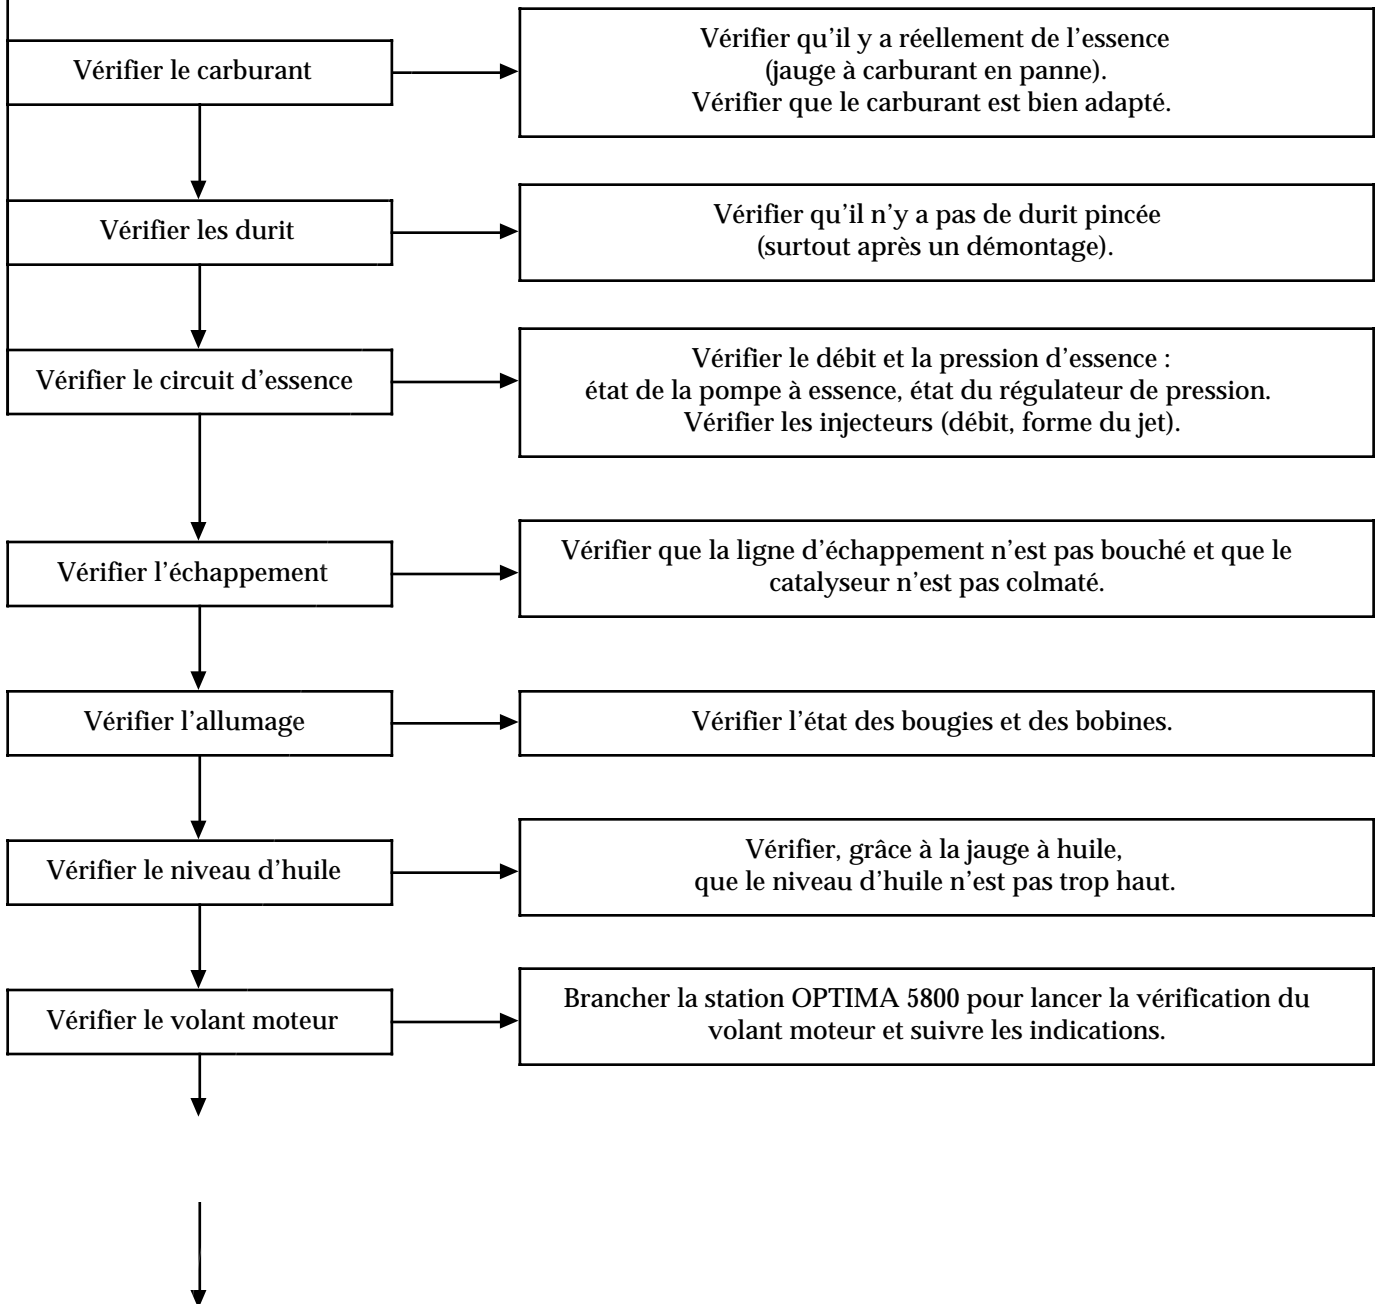 Vérifier le carburant
Vérifier qu’il y a réellement de l’essence
(jauge à carburant en panne).
Vérifier que le carburant est bien adapté.
Vérifier les durit
Vérifier qu’il n’y a pas de durit pincée
(surtout après un démontage).
Vérifier le circuit d’essence
Vérifier le débit et la pression d’essence :
état de la pompe à essence, état du régulateur de pression.
Vérifier les injecteurs (débit, forme du jet).
Vérifier l’échappement
Vérifier que la ligne d’échappement n’est pas bouché et que le
catalyseur n’est pas colmaté.
Vérifier l’allumage
Vérifier l’état des bougies et des bobines.
Vérifier le niveau d’huile
Vérifier, grâce à la jauge à huile,
que le niveau d’huile n’est pas trop haut.
Vérifier le volant moteur
Brancher la station OPTIMA 5800 pour lancer la vérification du
volant moteur et suivre les indications.